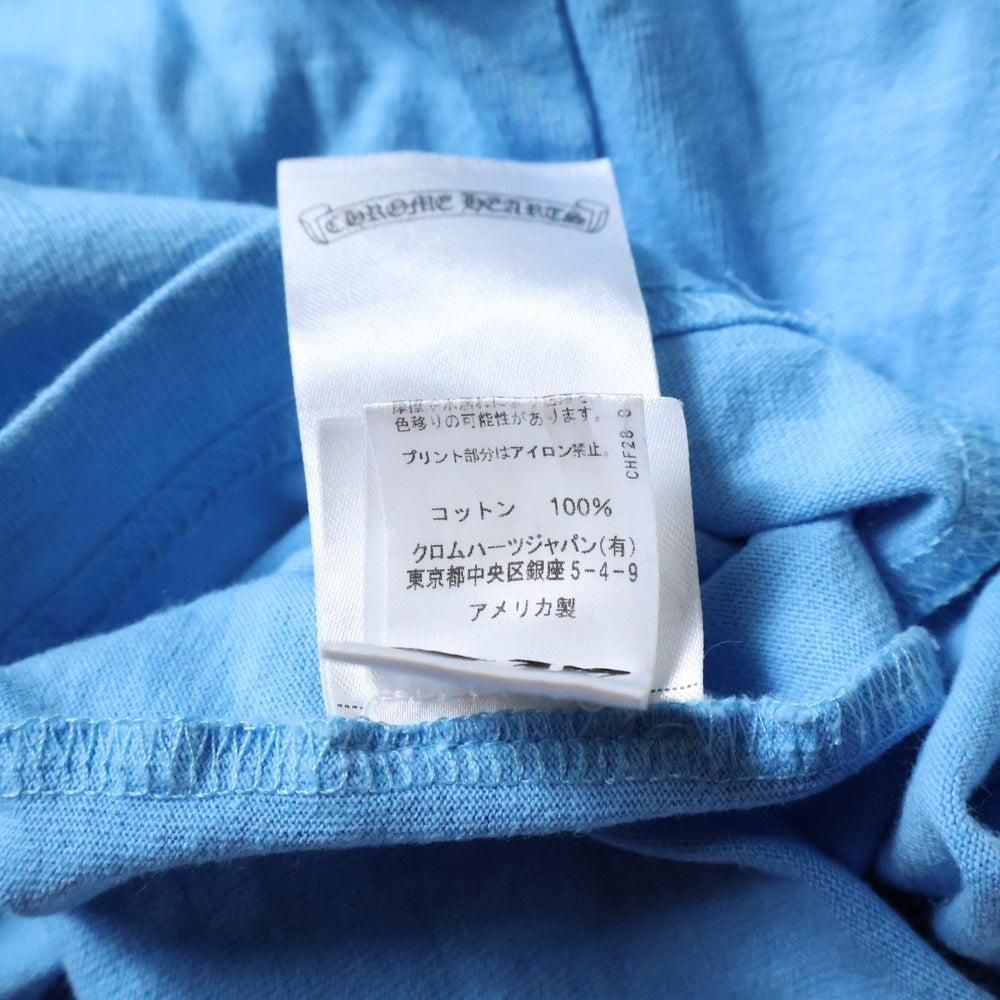 CHROME HEARTS
色移りの可能性があります。
プリント部分はアイロン禁止。
CHF28-0
コットン 100%
クロムハーツジャパン(有)
東京都中央区銀座5-4-9
アメリカ製